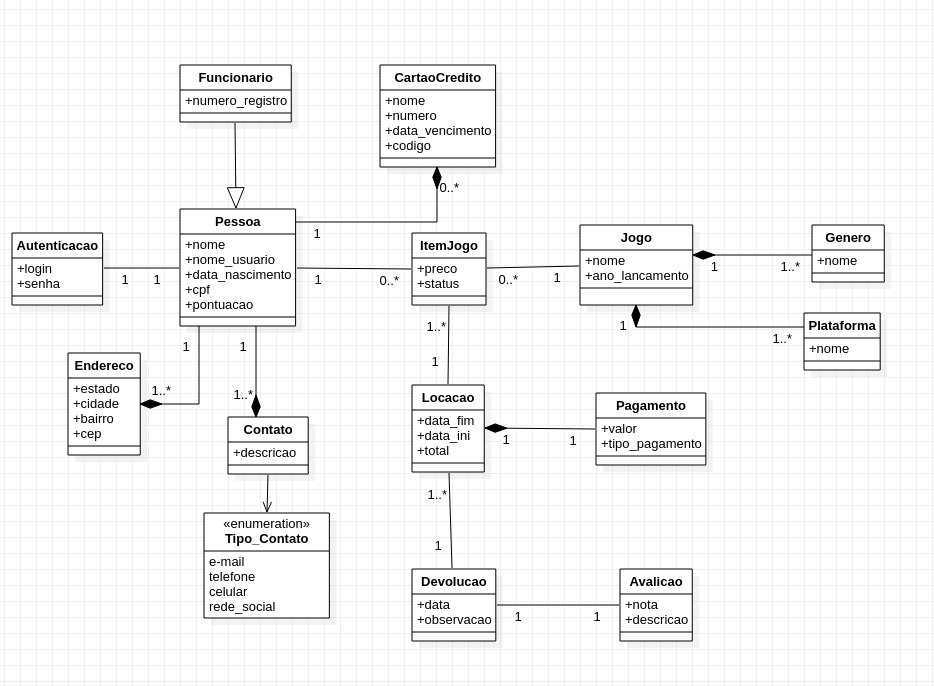 Funcionario
+numero_registro
CartaoCredito
+nome
+numero
+data_vencimento
+codigo
0..*
1
Pessoa
+nome
+nome_usuario
+data_nascimento
+cpf
+pontuacao
Autenticacao
+login
+senha
1
1
1
0..*
ItemJogo
+preco
+status
0..*
1
Jogo
+nome
+ano_lancamento
1
1..*
Genero
+nome
1
1..*
Plataforma
+nome
1
1..*
Endereco
+estado
+cidade
+bairro
+cep
1
1..*
Contato
+descricao
«enumeration»
Tipo_Contato
e-mail
telefone
celular
rede_social
1..*
1
Locacao
+data_fim
+data_ini
+total
1
1
Pagamento
+valor
+tipo_pagamento
1..*
1
Devolucao
+data
+observacao
1
1
Avalicao
+nota
+descricao